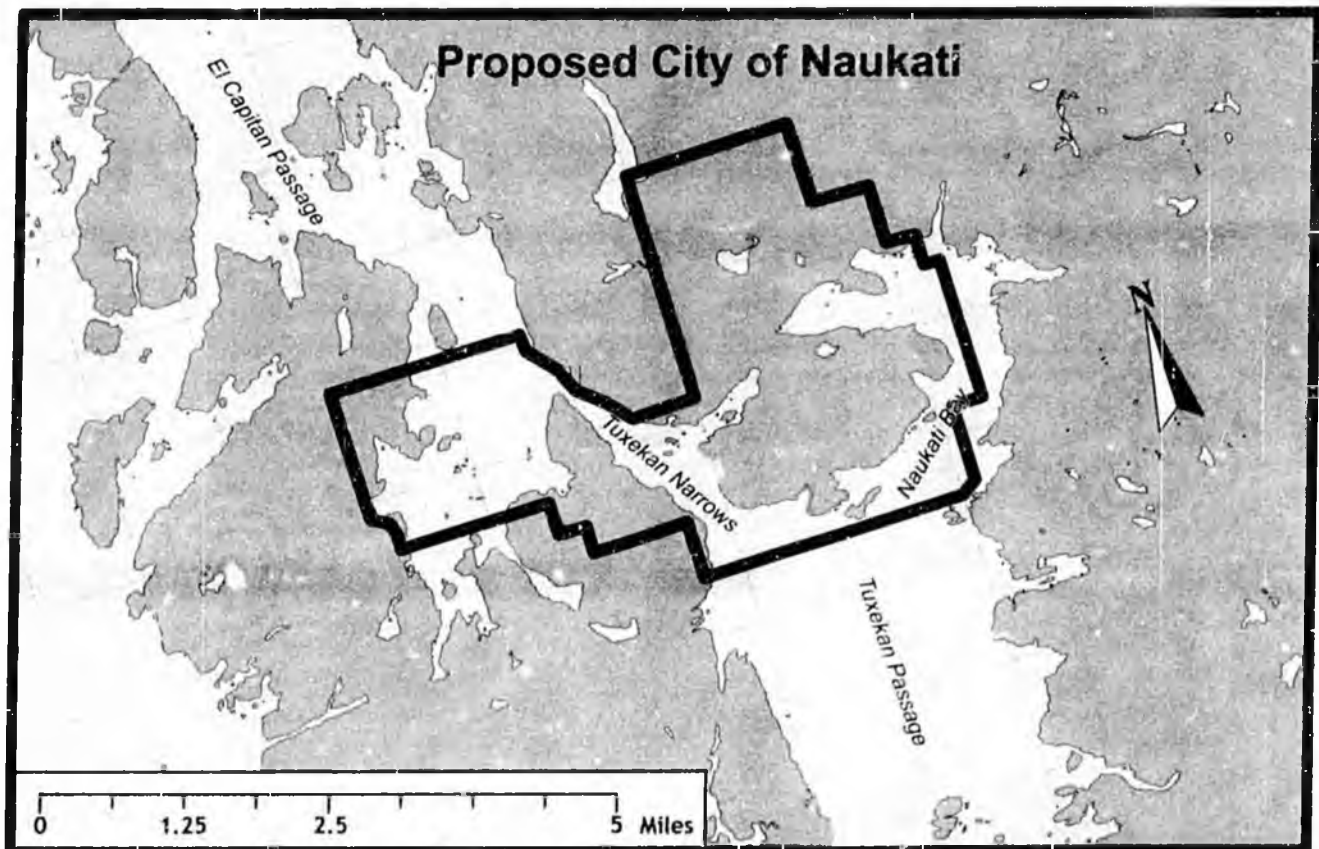 Proposed City of Naukati
El Capitan Passage
N
Tuxekan Narrows
Naukati Bay
Tuxekan Passage
0 1.25 2.5 5 Miles